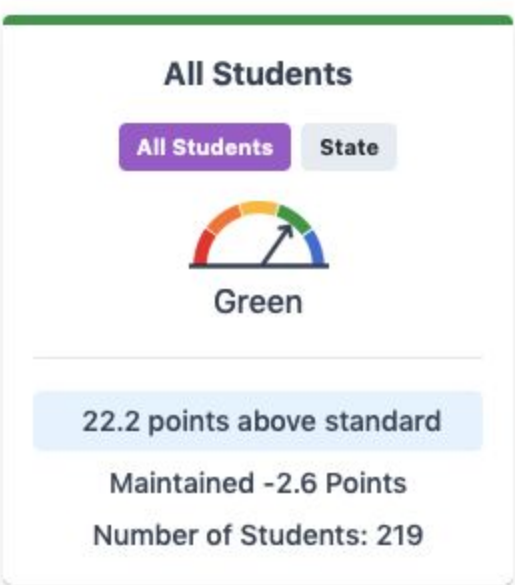 All Students
All Students State
Green
22.2 points above standard
Maintained -2.6 Points
Number of Students: 219